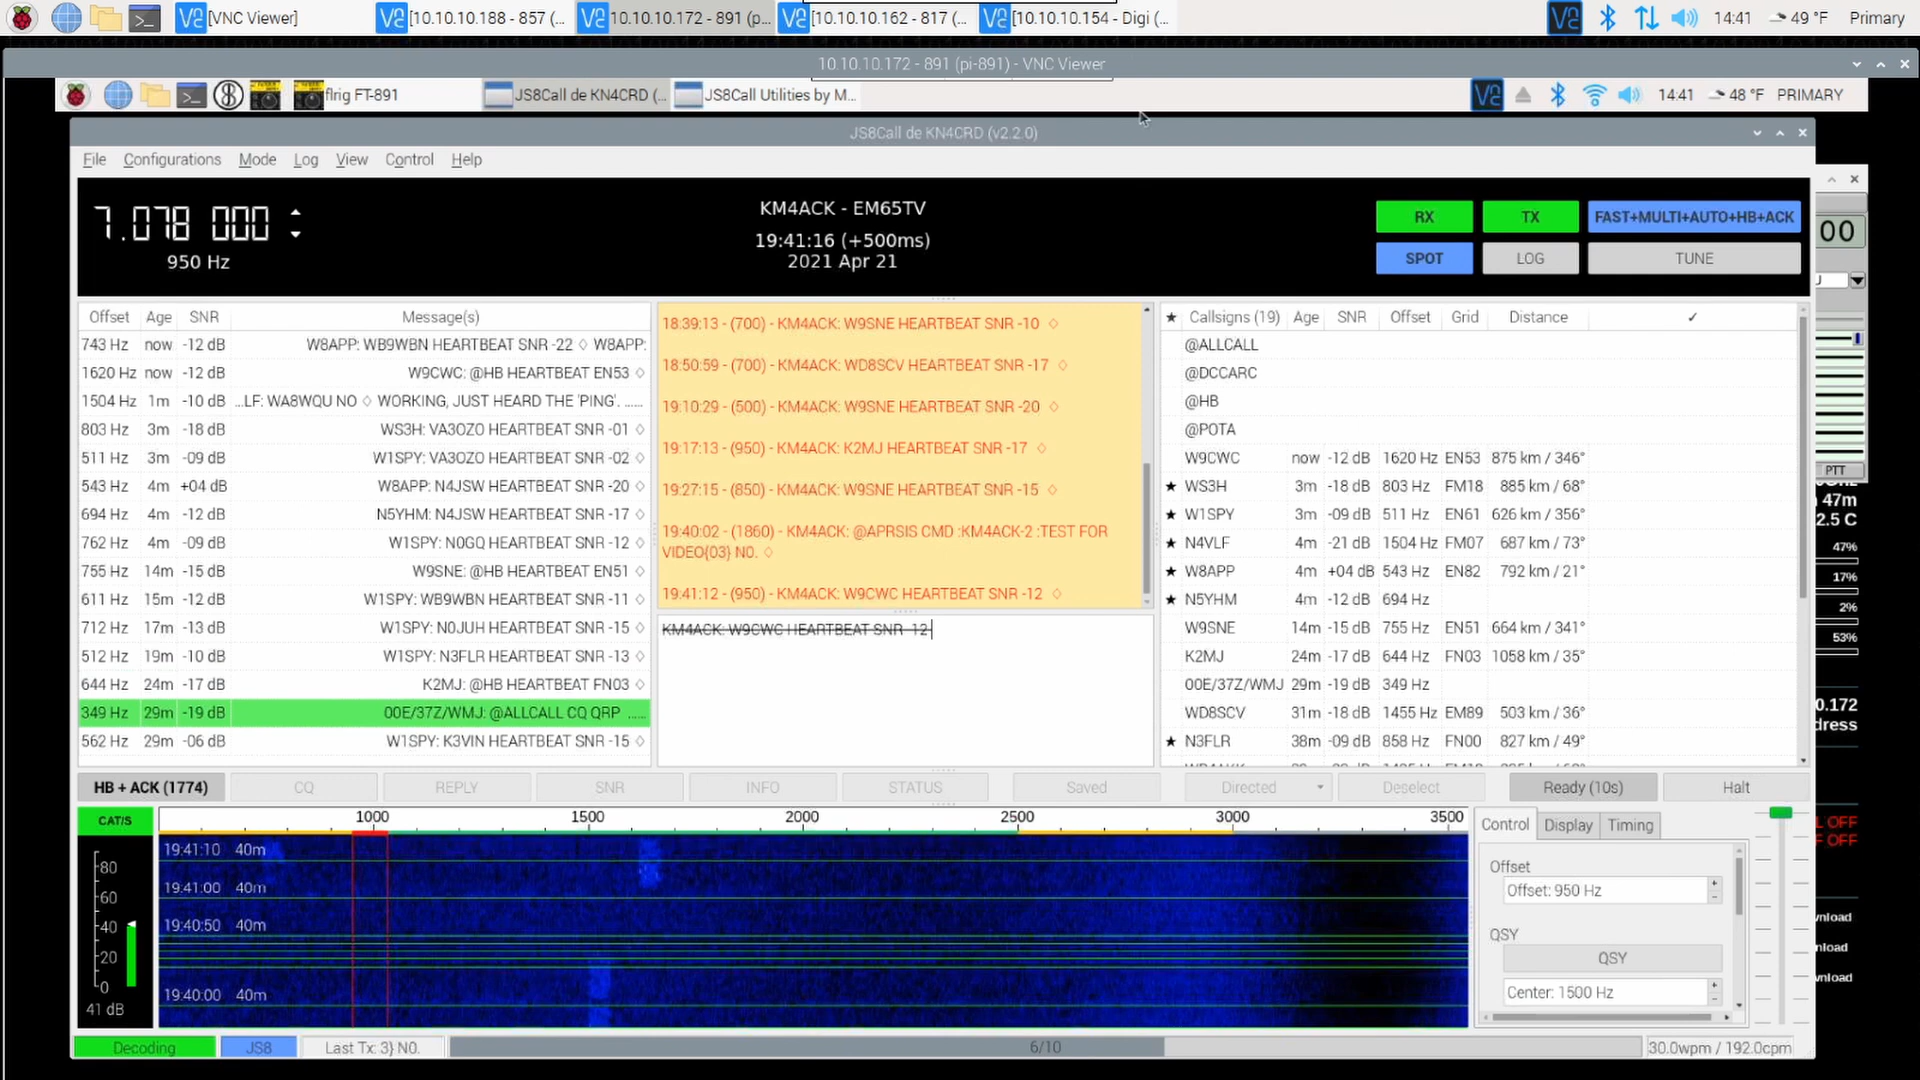 [VNC Viewer]
[10.10.10.188 - 857 (...
10.10.10.172 - 891 (p...
[10.10.10.162 - 817 (...
[10.10.10.154 - Digi (...
14:41
49 °F
Primary
10.10.10.172 - 891 (pi-891) - VNC Viewer
flrig FT-891
JS8Call de KN4CRD (...
JS8Call Utilities by M...
14:41
48 °F
PRIMARY
JS8Call de KN4CRD (v2.2.0)
File Configurations Mode Log View Control Help
7.078 000
950 Hz
KM4ACK - EM65TV
19:41:16 (+500ms)
2021 Apr 21
RX TX FAST+MULTI+AUTO+HB+ACK
SPOT LOG TUNE
Offset Age SNR Message(s)
743 Hz now -12 dB W8APP: WB9WBN HEARTBEAT SNR -22 ♢ W8APP:
1620 Hz now -12 dB W9CWC: @HB HEARTBEAT EN53 ♢
1504 Hz 1m -10 dB ...LF: WA8WQU NO ♢ WORKING, JUST HEARD THE 'PING'. ......
803 Hz 3m -18 dB WS3H: VA3OZO HEARTBEAT SNR -01 ♢
511 Hz 3m -09 dB W1SPY: VA3OZO HEARTBEAT SNR -02 ♢
543 Hz 4m +04 dB W8APP: N4JSW HEARTBEAT SNR -20 ♢
694 Hz 4m -12 dB N5YHM: N4JSW HEARTBEAT SNR -17 ♢
762 Hz 4m -09 dB W1SPY: N0GQ HEARTBEAT SNR -12 ♢
755 Hz 14m -15 dB W9SNE: @HB HEARTBEAT EN51 ♢
611 Hz 15m -12 dB W1SPY: WB9WBN HEARTBEAT SNR -11 ♢
712 Hz 17m -13 dB W1SPY: N0JUH HEARTBEAT SNR -15 ♢
512 Hz 19m -10 dB W1SPY: N3FLR HEARTBEAT SNR -13 ♢
644 Hz 24m -17 dB K2MJ: @HB HEARTBEAT FN03 ♢
349 Hz 29m -19 dB 00E/37Z/WMJ: @ALLCALL CQ QRP ......
562 Hz 29m -06 dB W1SPY: K3VIN HEARTBEAT SNR -15 ♢
18:39:13 - (700) - KM4ACK: W9SNE HEARTBEAT SNR -10 ♢
18:50:59 - (700) - KM4ACK: WD8SCV HEARTBEAT SNR -17 ♢
19:10:29 - (500) - KM4ACK: W9SNE HEARTBEAT SNR -20 ♢
19:17:13 - (950) - KM4ACK: K2MJ HEARTBEAT SNR -17 ♢
19:27:15 - (850) - KM4ACK: W9SNE HEARTBEAT SNR -15 ♢
19:40:02 - (1860) - KM4ACK: @APRSIS CMD :KM4ACK-2 :TEST FOR
VIDEO{03} N0. ♢
19:41:12 - (950) - KM4ACK: W9CWC HEARTBEAT SNR -12 ♢
KM4ACK: W9CWC HEARTBEAT SNR -12
★ Callsigns (19) Age SNR Offset Grid Distance ✓
@ALLCALL
@DCCARC
@HB
@POTA
W9CWC now -12 dB 1620 Hz EN53 875 km / 346°
★ WS3H 3m -18 dB 803 Hz FM18 885 km / 68°
★ W1SPY 3m -09 dB 511 Hz EN61 626 km / 356°
★ N4VLF 4m -21 dB 1504 Hz FM07 687 km / 73°
★ W8APP 4m +04 dB 543 Hz EN82 792 km / 21°
★ N5YHM 4m -12 dB 694 Hz
W9SNE 14m -15 dB 755 Hz EN51 664 km / 341°
K2MJ 24m -17 dB 644 Hz FN03 1058 km / 35°
00E/37Z/WMJ 29m -19 dB 349 Hz
WD8SCV 31m -18 dB 1455 Hz EM89 503 km / 36°
★ N3FLR 38m -09 dB 858 Hz FN00 827 km / 49°
HB + ACK (1774) CQ REPLY SNR INFO STATUS Saved Directed Deselect Ready (10s) Halt
CAT/S
80
60
40
20
0
41 dB
1000 1500 2000 2500 3000 3500
19:41:10 40m
19:41:00 40m
19:40:50 40m
19:40:00 40m
Control Display Timing
Offset
Offset: 950 Hz
QSY
QSY
Center: 1500 Hz
Decoding JS8 Last Tx: 3} N0. 6/10 30.0wpm / 192.0cpm
00
PTT
47m
2.5 C
47%
17%
2%
53%
0.172
dress
OFF
OFF
nload
nload
nload